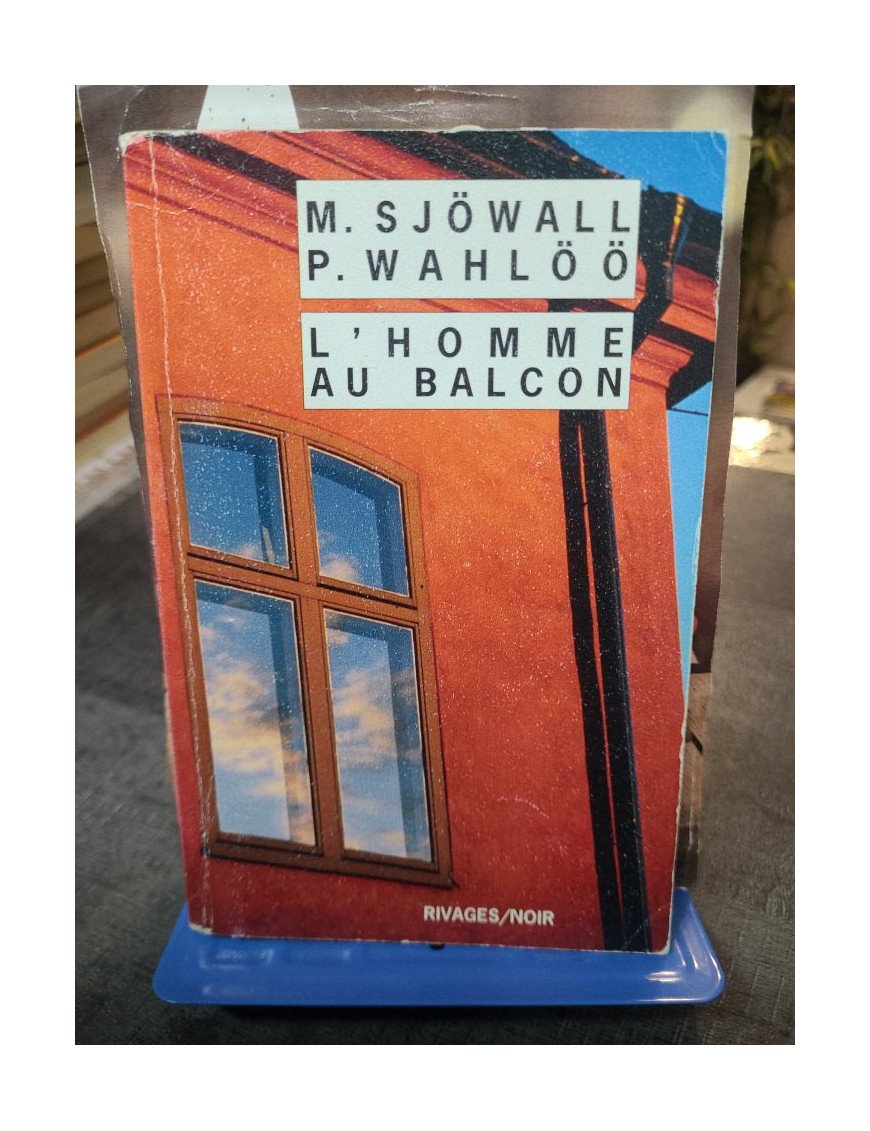 M. SJÖWALL
P. WAHLÖÖ
L'HOMME
AU BALCON
RIVAGES/NOIR